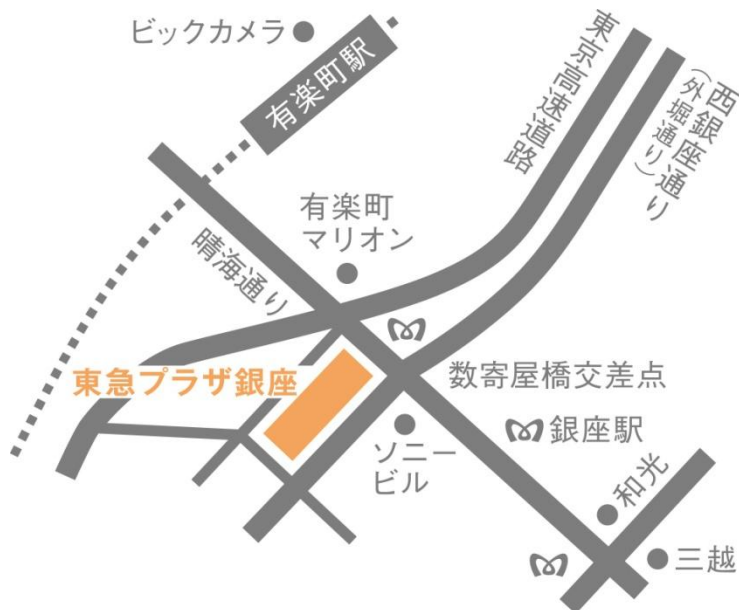 ビックカメラ
有楽町駅
東京高速道路
西銀座通り
(外堀通り)
有楽町
マリオン
晴海通り
東急プラザ銀座
数寄屋橋交差点
ソニー
ビル
銀座駅
和光
三越